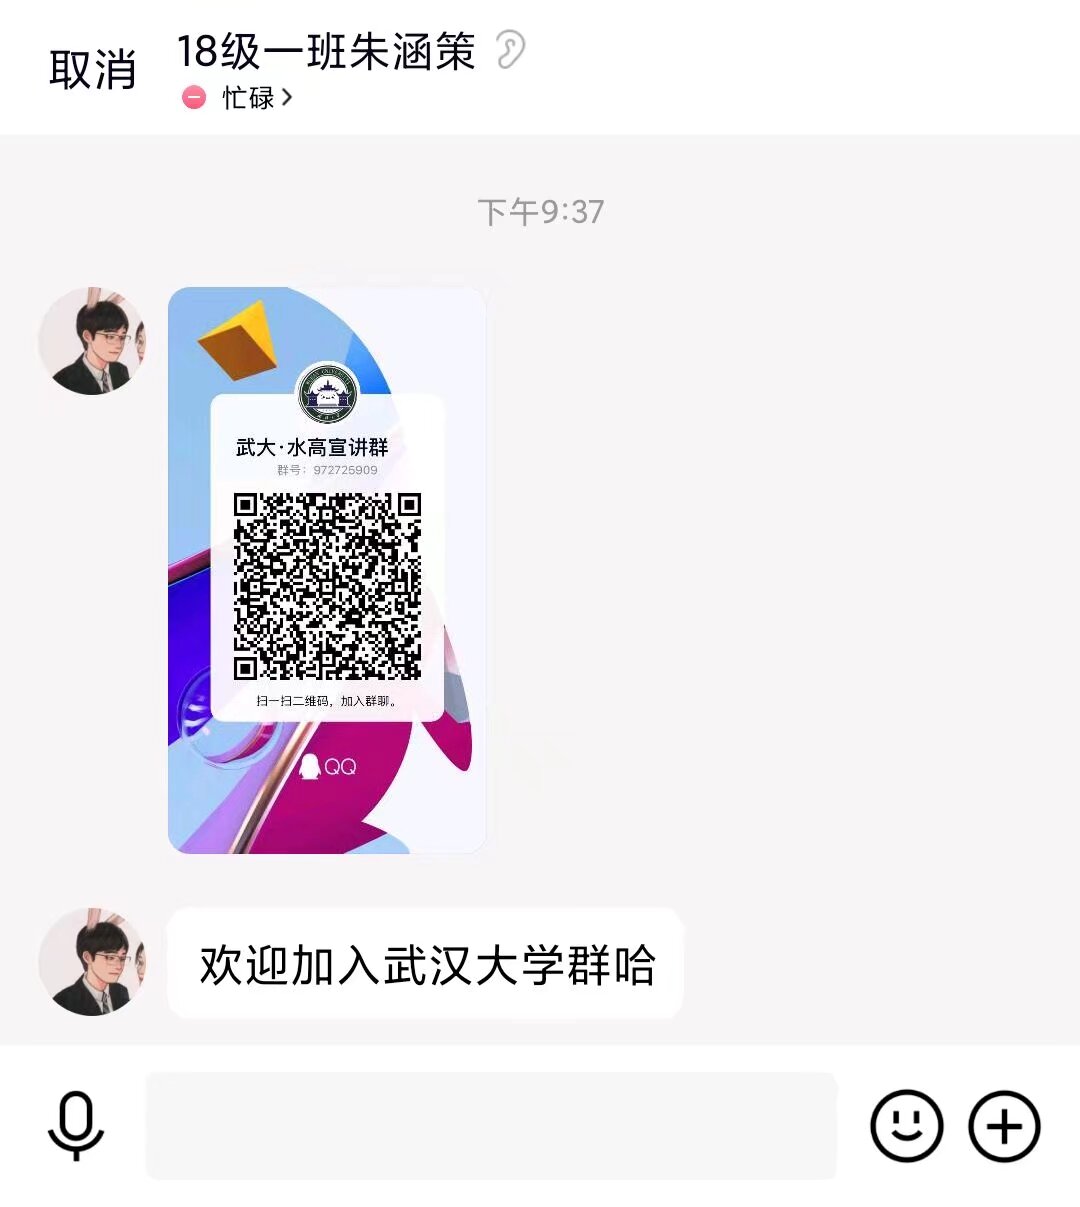 取消
18级一班朱涵策
忙碌
下午9:37
武大·水高宣讲群
群号：972725909
扫一扫二维码，加入群聊。
QQ
欢迎加入武汉大学群哈